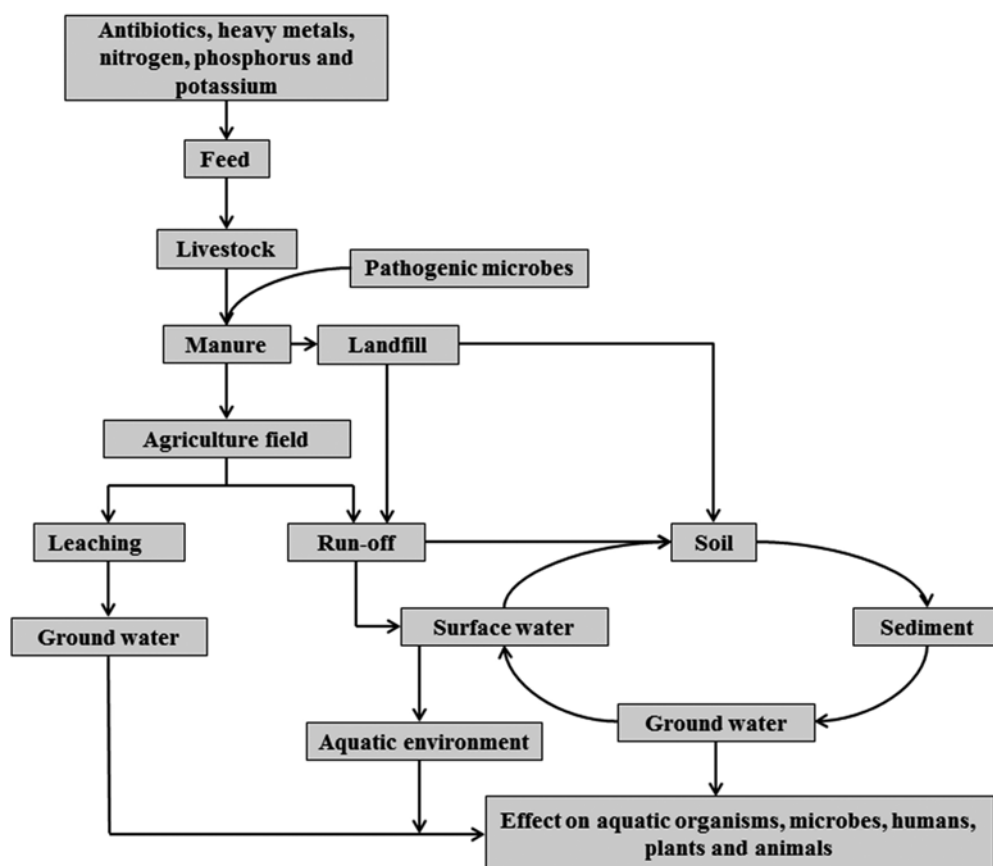 Antibiotics, heavy metals,
nitrogen, phosphorus and
potassium
Feed
Livestock
Pathogenic microbes
Manure
Landfill
Agriculture field
Leaching
Run-off
Soil
Ground water
Surface water
Sediment
Aquatic environment
Ground water
Effect on aquatic organisms, microbes, humans,
plants and animals